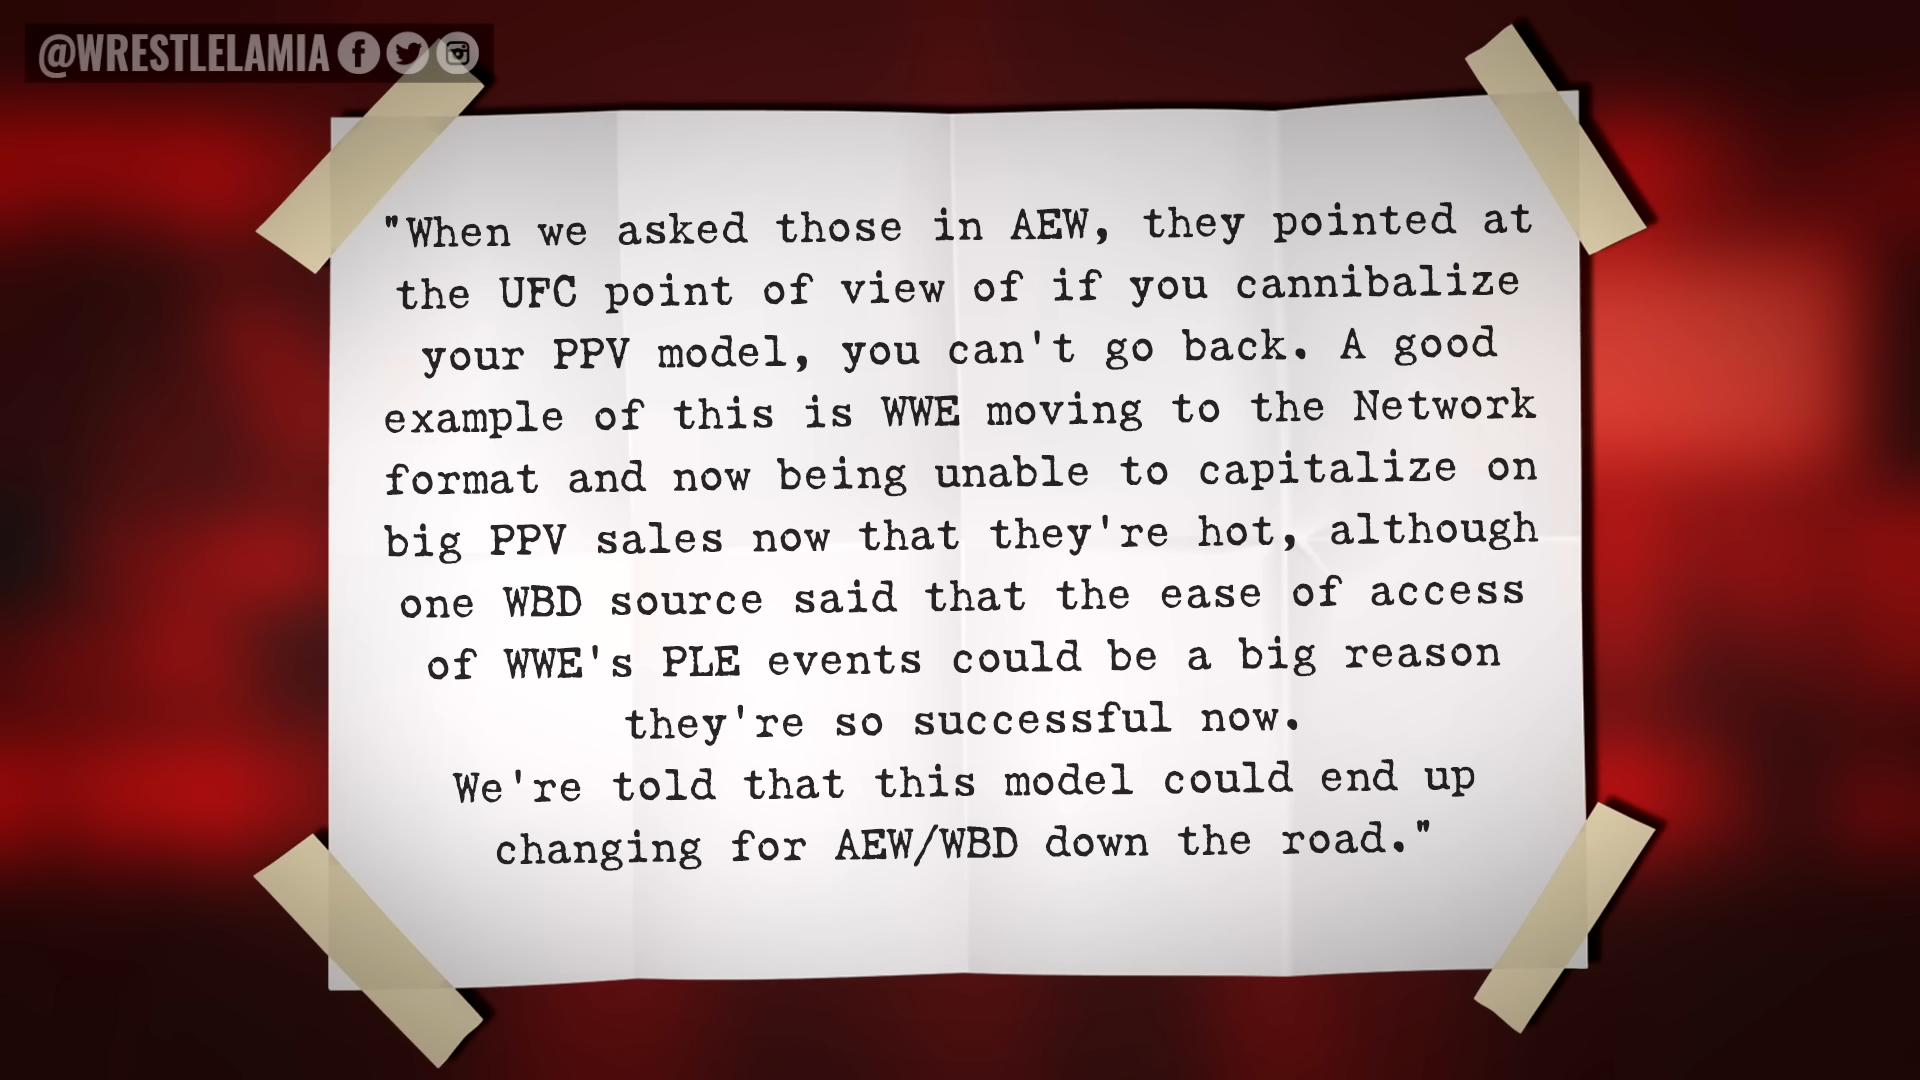 @WRESTLELAMIA
"When we asked those in AEW, they pointed at
the UFC point of view of if you cannibalize
your PPV model, you can't go back. A good
example of this is WWE moving to the Network
format and now being unable to capitalize on
big PPV sales now that they're hot, although
one WBD source said that the ease of access
of WWE's PLE events could be a big reason
they're so successful now.
We're told that this model could end up
changing for AEW/WBD down the road."